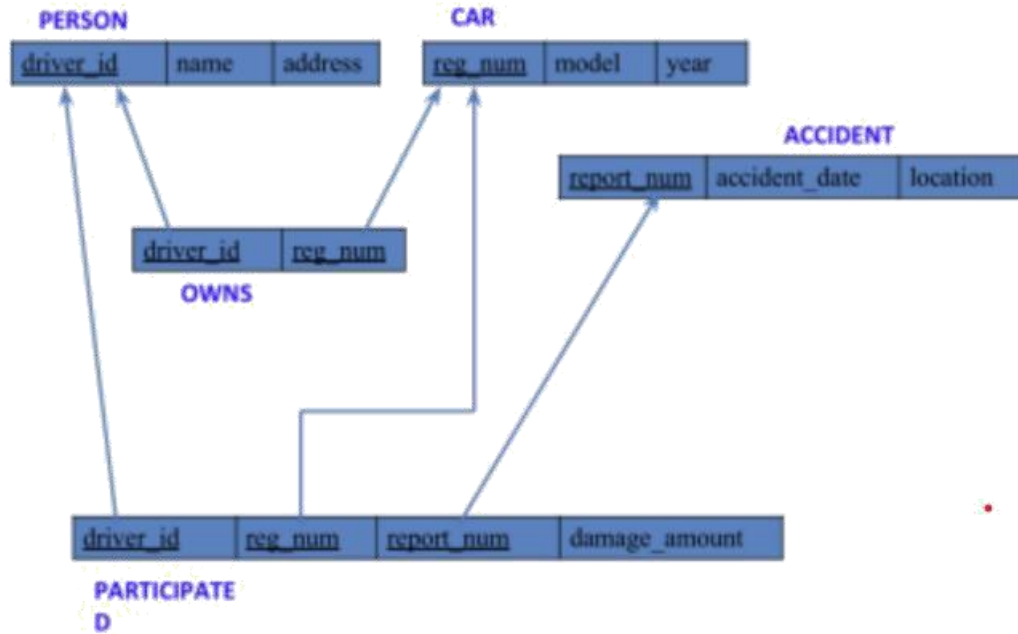 PERSON
CAR
driver_id name address
reg_num model year
ACCIDENT
report_num accident_date location
driver_id reg_num
OWNS
driver_id reg_num report_num damage_amount
PARTICIPATE
D